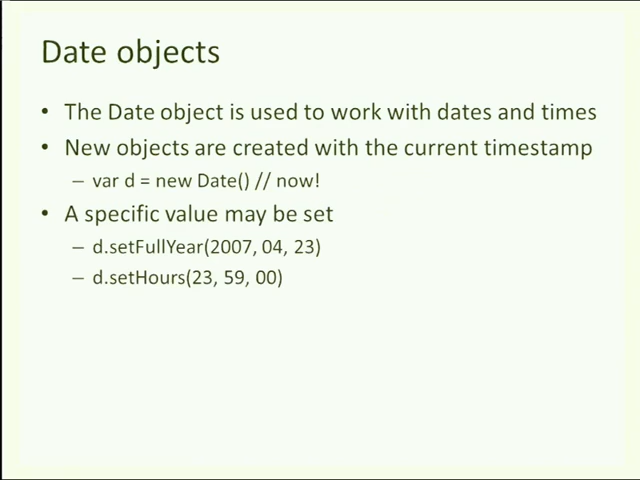 Date objects
• The Date object is used to work with dates and times
• New objects are created with the current timestamp
– var d = new Date() // now!
• A specific value may be set
– d.setFullYear(2007, 04, 23)
– d.setHours(23, 59, 00)